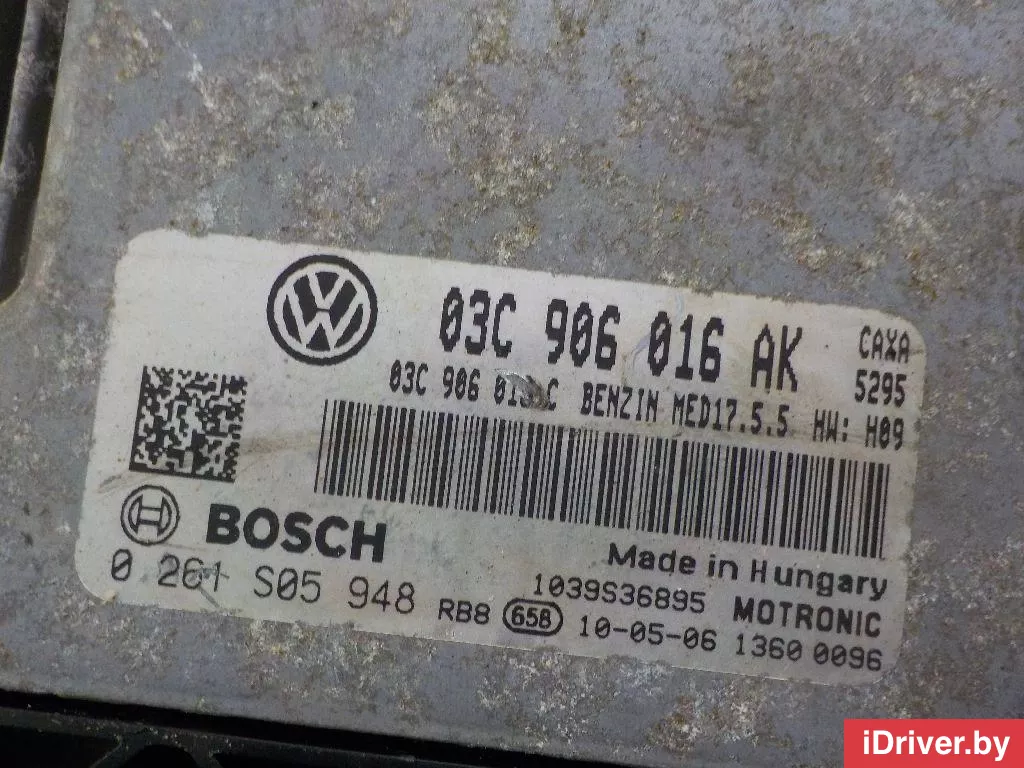 03C 906 016 AK CAXA
5295
03C 906 C BENZIN MED17.5.5 HW: H09
BOSCH
Made in Hungary
0 261 S05 948
1039S36895 MOTRONIC
RB8 658 10-05-06 1360 0096
iDriver.by